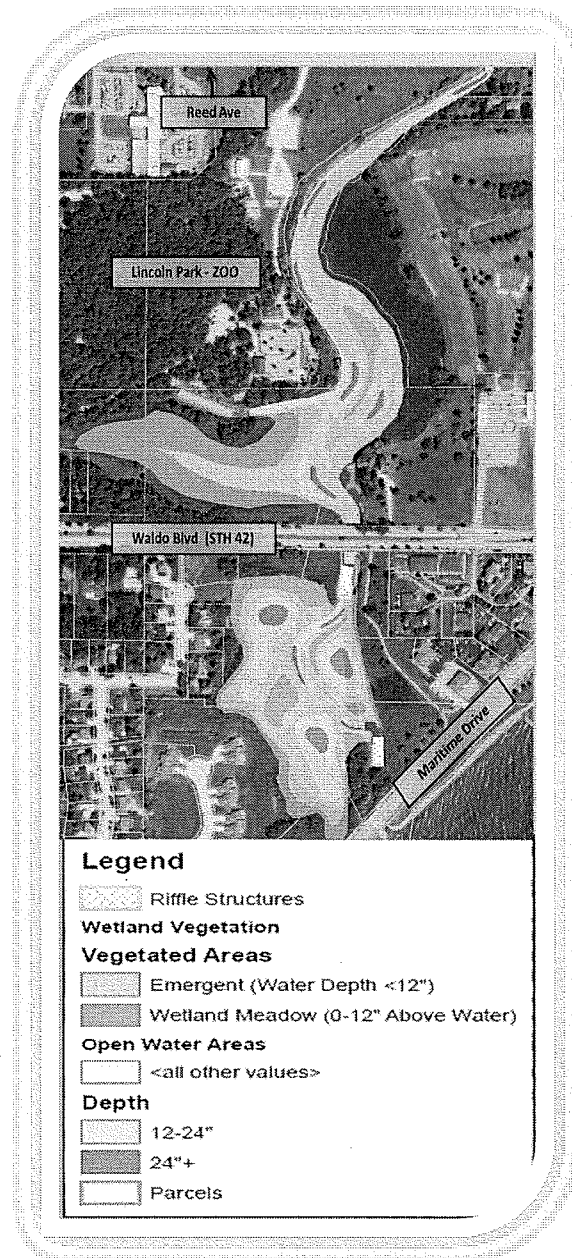 Reed Ave
Lincoln Park - ZOO
Waldo Blvd (STH 42)
Maritime Drive
Legend
Riffle Structures
Wetland Vegetation
Vegetated Areas
Emergent (Water Depth <12")
Wetland Meadow (0-12" Above Water)
Open Water Areas
<all other values>
Depth
12-24"
24"+
Parcels